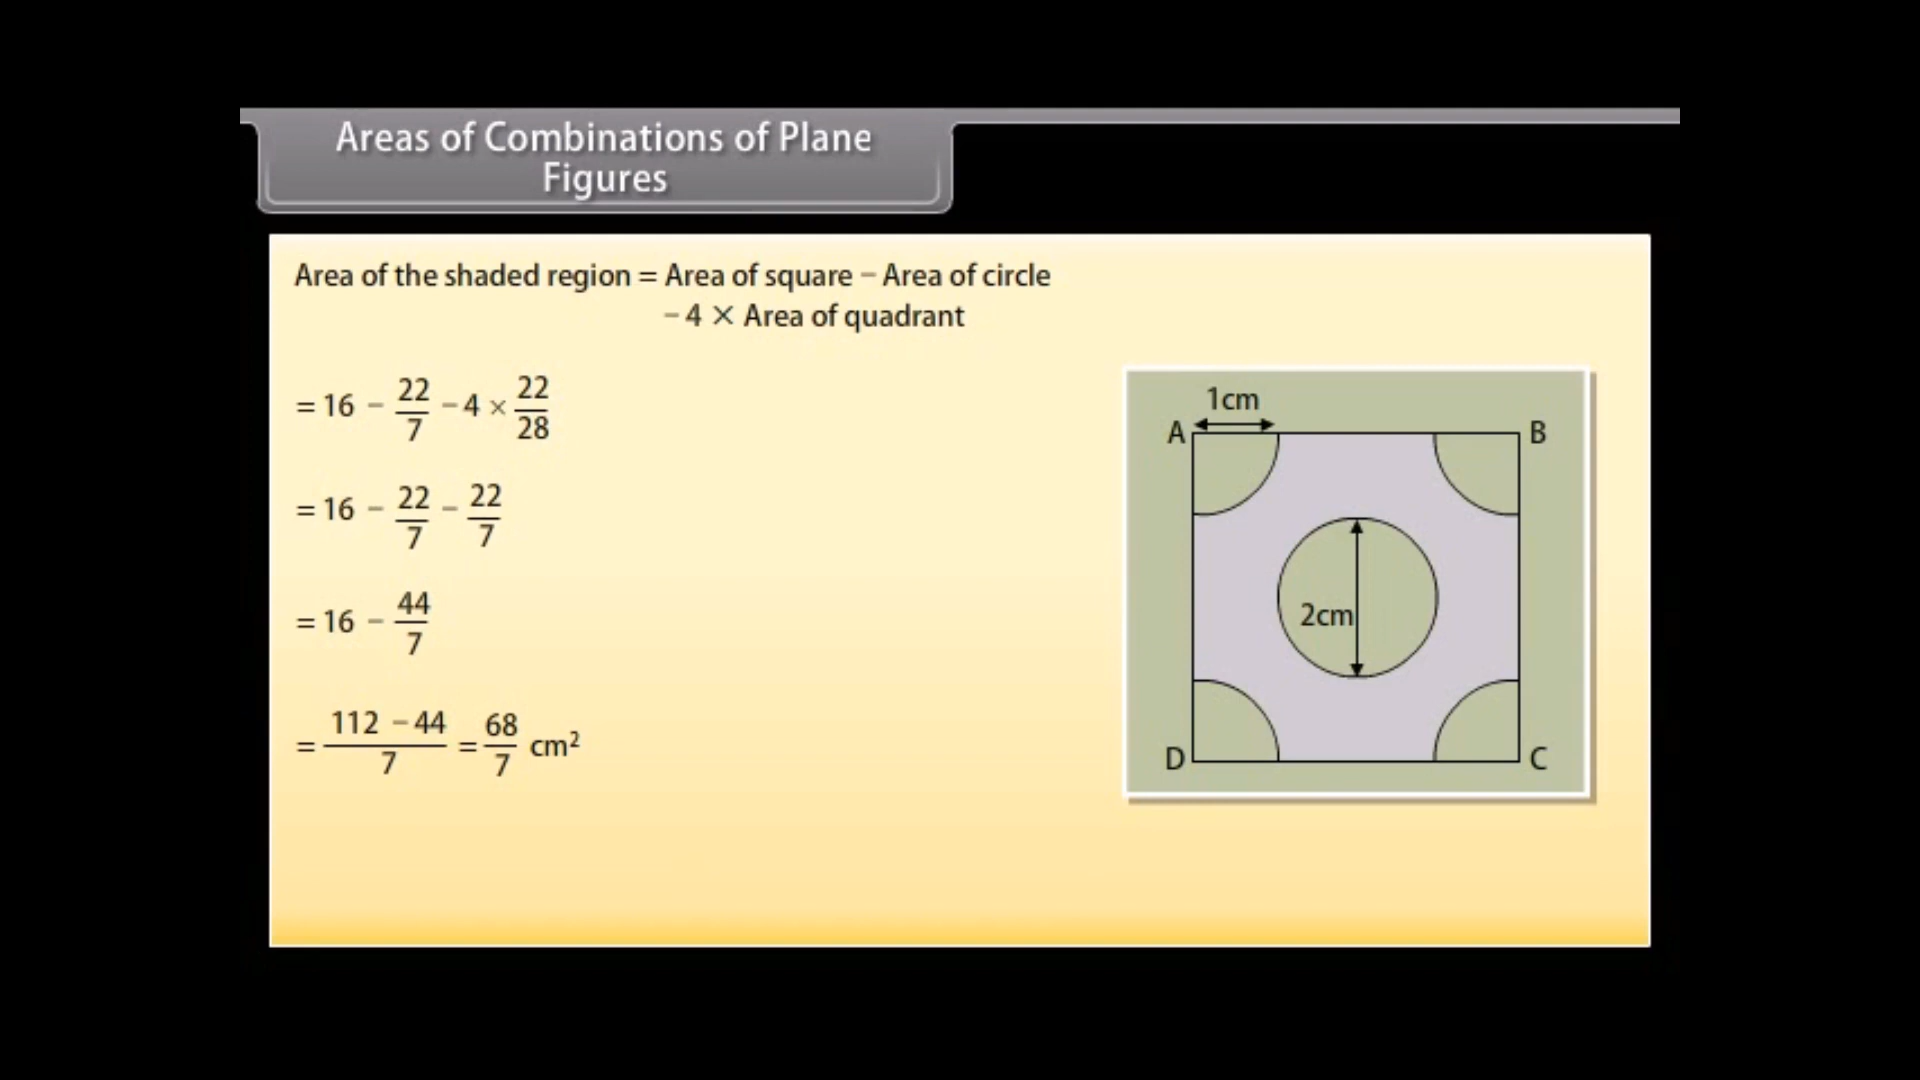 Areas of Combinations of Plane
Figures
Area of the shaded region = Area of square − Area of circle
− 4 × Area of quadrant
= 16 − 22/7 − 4 × 22/28
= 16 − 22/7 − 22/7
= 16 − 44/7
= 112 − 44/7 = 68/7 cm²
1cm
A
B
2cm
D
C